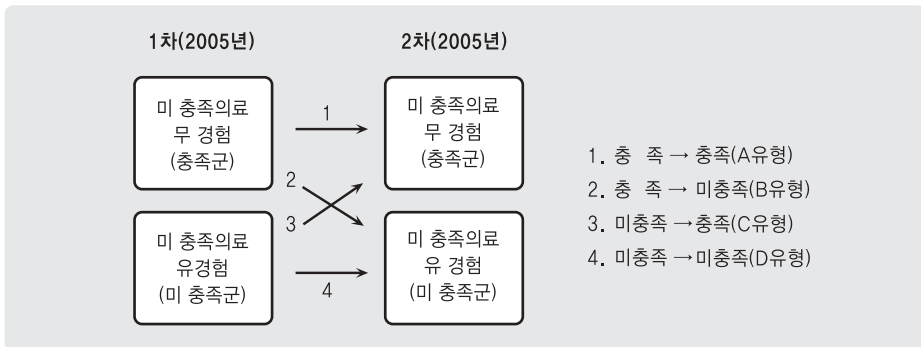 1차(2005년)
2차(2005년)
미 충족의료
무 경험
(충족군)
1
미 충족의료
무 경험
(충족군)
2
3
미 충족의료
유경험
(미 충족군)
4
미 충족의료
유 경험
(미 충족군)
1. 충 족 → 충족(A유형)
2. 충 족 → 미충족(B유형)
3. 미충족 → 충족(C유형)
4. 미충족 → 미충족(D유형)